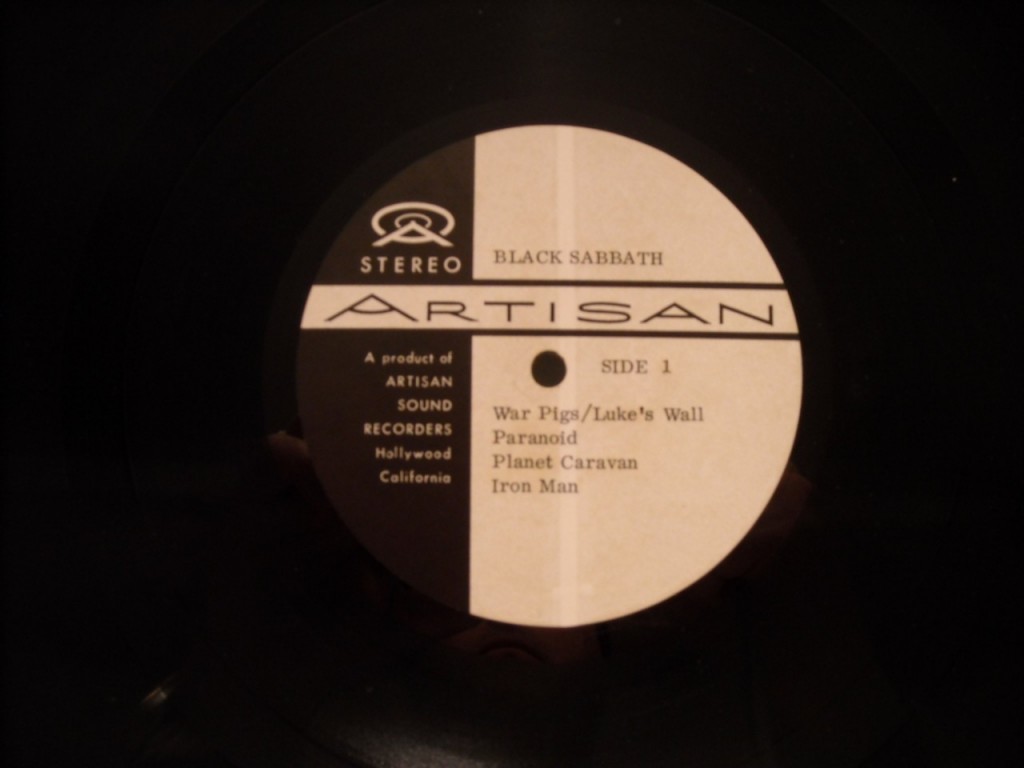 STEREO
BLACK SABBATH
ARTISAN
A product of
ARTISAN
SOUND
RECORDERS
Hollywood
California
SIDE 1
War Pigs/Luke's Wall
Paranoid
Planet Caravan
Iron Man